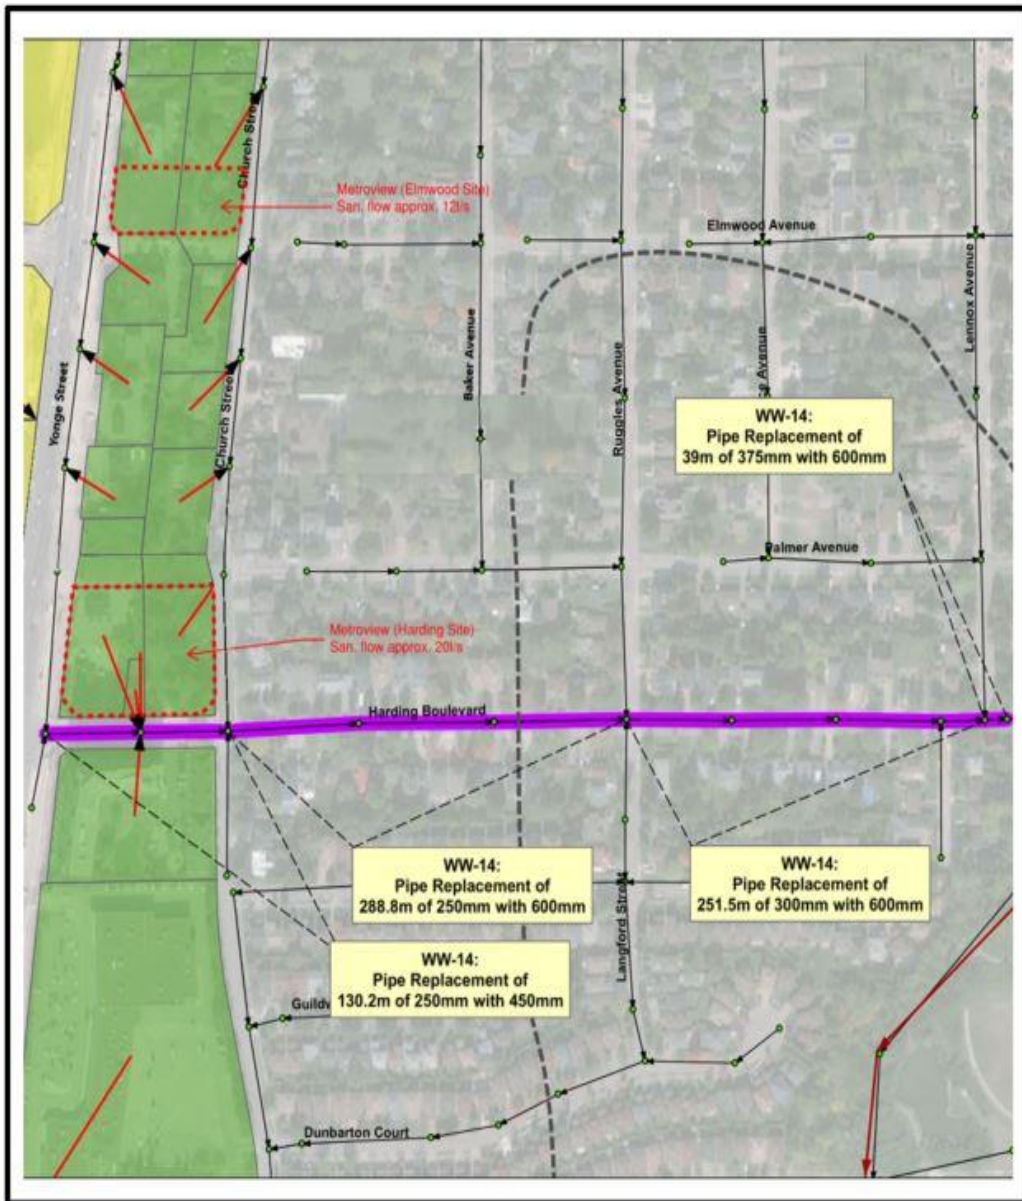 Church Street
Metroview (Elmwood Site)
San. flow approx. 12l/s
Elmwood Avenue
Lennox Avenue
Baker Avenue
Ruggles Avenue
Avenue
Yonge Street
Church Street
WW-14:
Pipe Replacement of
39m of 375mm with 600mm
Palmer Avenue
Metroview (Harding Site)
San. flow approx. 20l/s
Harding Boulevard
WW-14:
Pipe Replacement of
288.8m of 250mm with 600mm
WW-14:
Pipe Replacement of
251.5m of 300mm with 600mm
Langford Street
WW-14:
Pipe Replacement of
130.2m of 250mm with 450mm
Dunbarton Court